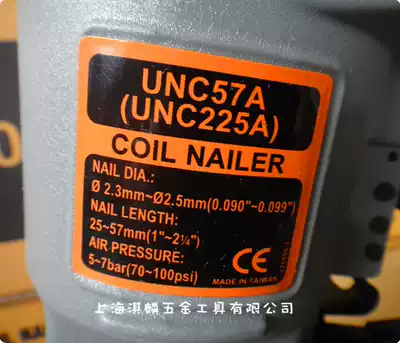 UNC57A
(UNC225A)
COIL NAILER
NAIL DIA.:
Ø 2.3mm~Ø2.5mm(0.090"~0.099")
NAIL LENGTH:
25~57mm(1"~2¼")
AIR PRESSURE:
5~7bar(70~100psi)
CE
MADE IN TAIWAN
上海淇麟五金工具有限公司